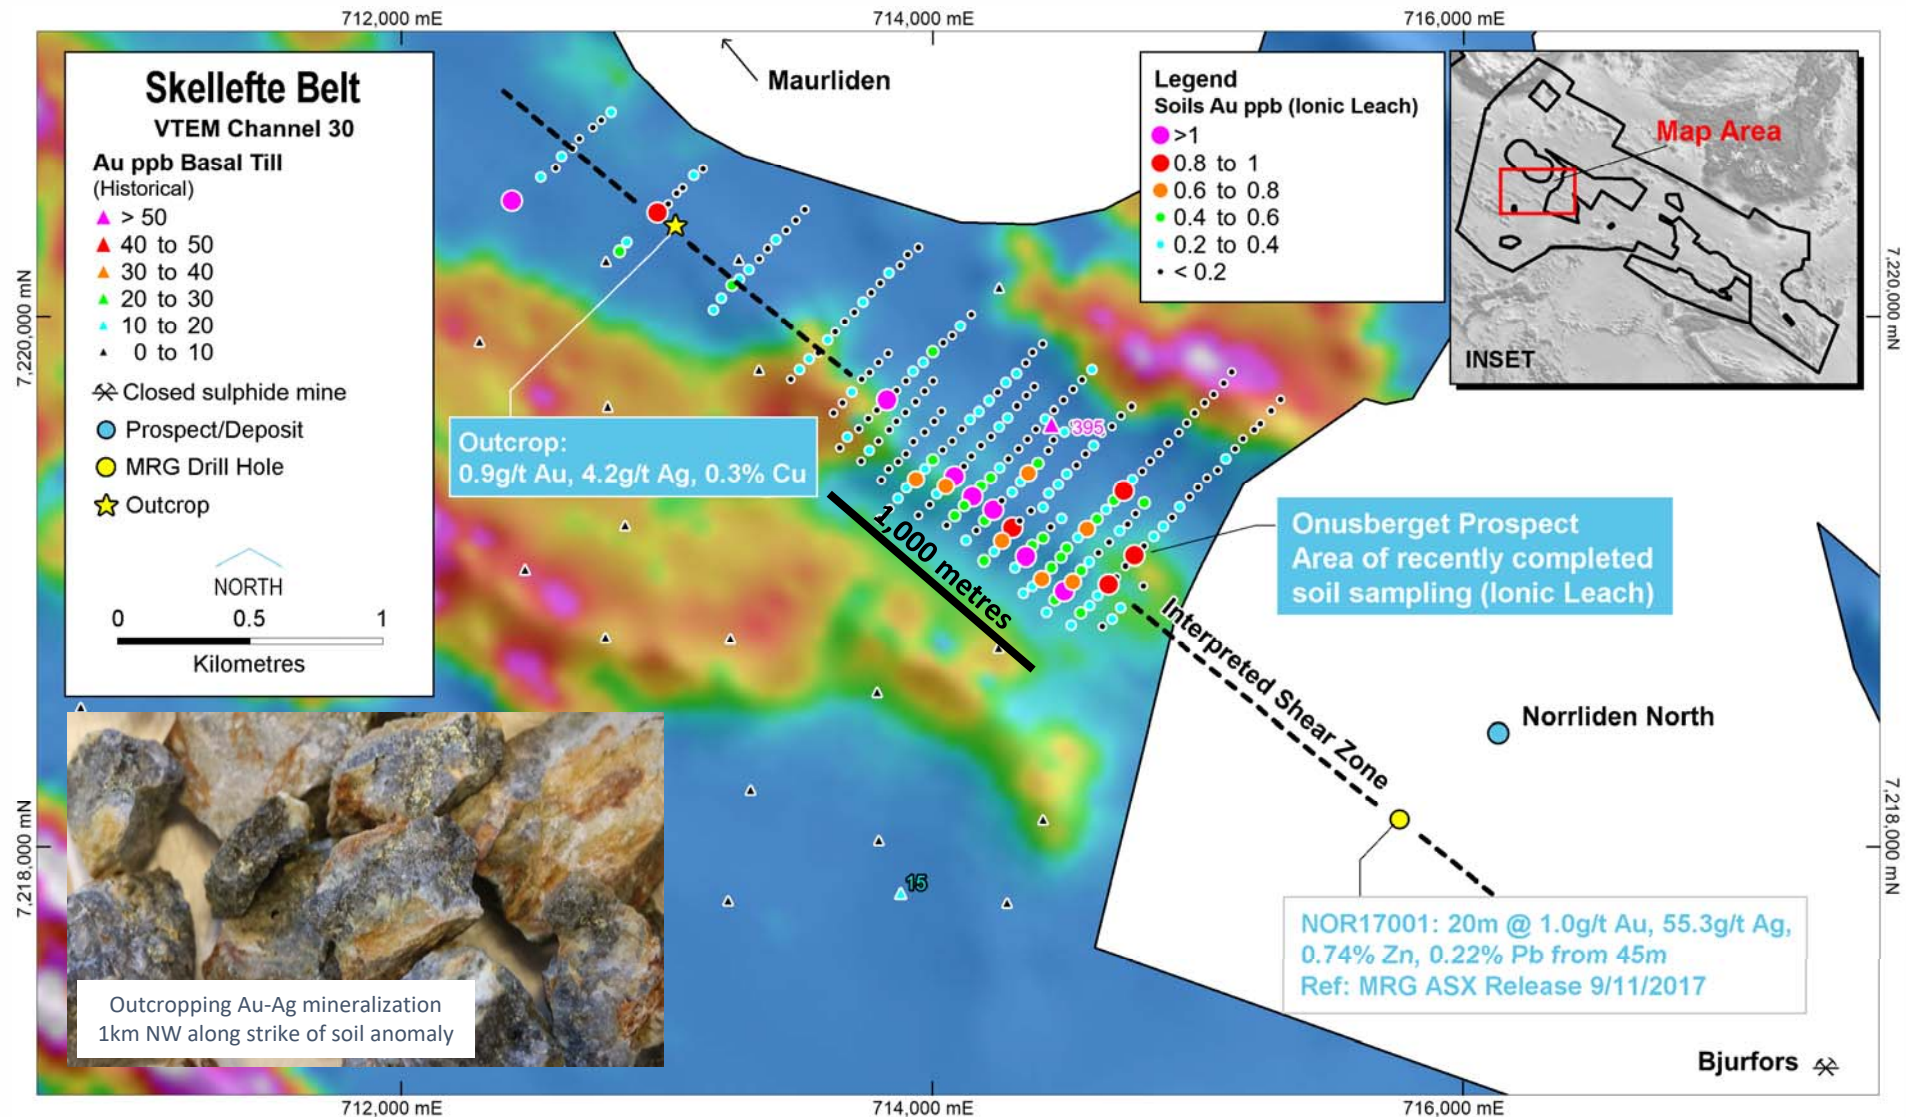 712,000 mE
714,000 mE
716,000 mE
Skellefte Belt
VTEM Channel 30
Au ppb Basal Till
(Historical)
> 50
40 to 50
30 to 40
20 to 30
10 to 20
0 to 10
Closed sulphide mine
Prospect/Deposit
MRG Drill Hole
Outcrop
NORTH
0 0.5 1
Kilometres
Maurliden
Legend
Soils Au ppb (Ionic Leach)
>1
0.8 to 1
0.6 to 0.8
0.4 to 0.6
0.2 to 0.4
< 0.2
Map Area
INSET
7,220,000 mN
7,220,000 mN
395
Outcrop:
0.9g/t Au, 4.2g/t Ag, 0.3% Cu
1,000 metres
Onusberget Prospect
Area of recently completed
soil sampling (Ionic Leach)
Interpreted Shear Zone
Norrliden North
7,218,000 mN
7,218,000 mN
15
NOR17001: 20m @ 1.0g/t Au, 55.3g/t Ag,
0.74% Zn, 0.22% Pb from 45m
Ref: MRG ASX Release 9/11/2017
Outcropping Au-Ag mineralization
1km NW along strike of soil anomaly
Bjurfors
712,000 mE
714,000 mE
716,000 mE